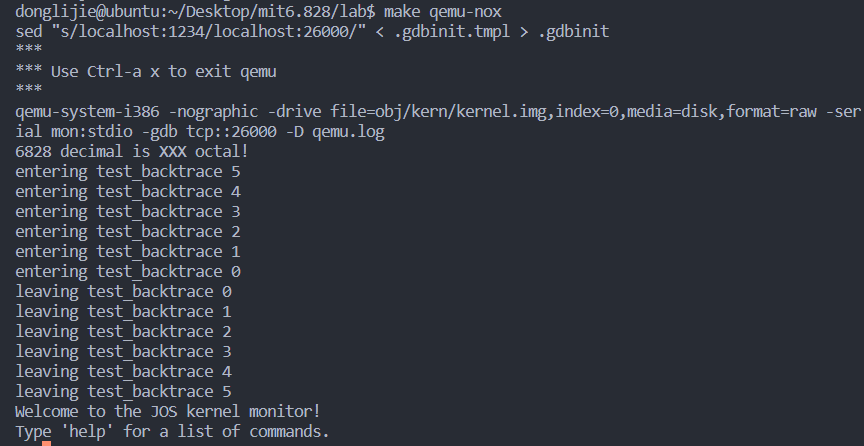 donglijie@ubuntu:~/Desktop/mit6.828/lab$ make qemu-nox
sed "s/localhost:1234/localhost:26000/" < .gdbinit.tmpl > .gdbinit
***
*** Use Ctrl-a x to exit qemu
***
qemu-system-i386 -nographic -drive file=obj/kern/kernel.img,index=0,media=disk,format=raw -ser
ial mon:stdio -gdb tcp::26000 -D qemu.log
6828 decimal is XXX octal!
entering test_backtrace 5
entering test_backtrace 4
entering test_backtrace 3
entering test_backtrace 2
entering test_backtrace 1
entering test_backtrace 0
leaving test_backtrace 0
leaving test_backtrace 1
leaving test_backtrace 2
leaving test_backtrace 3
leaving test_backtrace 4
leaving test_backtrace 5
Welcome to the JOS kernel monitor!
Type 'help' for a list of commands.